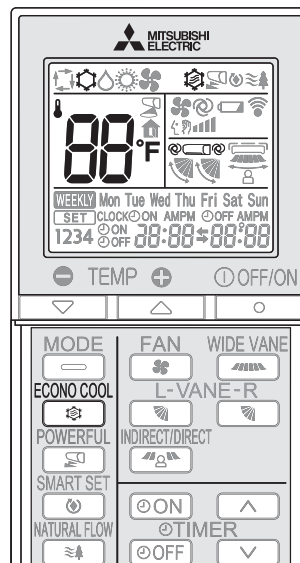 MITSUBISHI
ELECTRIC
88°F
WEEKLY Mon Tue Wed Thu Fri Sat Sun
SET CLOCK ON AMPM OFF AMPM
1234 ON OFF 88:88 88:88
TEMP OFF/ON
MODE FAN WIDE VANE
ECONO COOL L-VANE-R
POWERFUL INDIRECT/DIRECT
SMART SET
ON
NATURAL FLOW TIMER
OFF